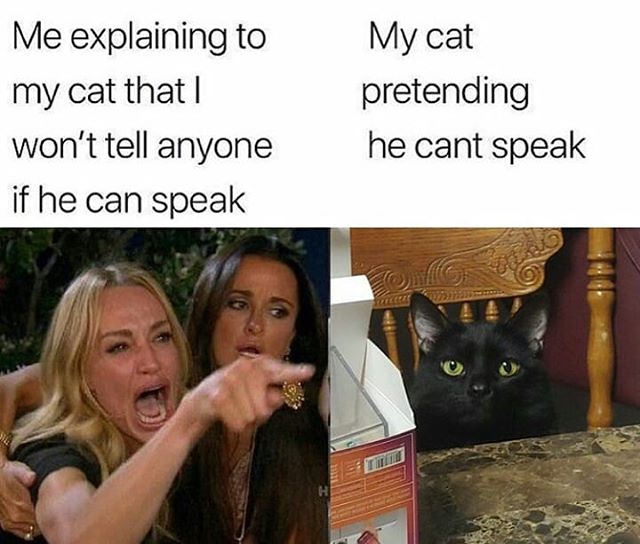 Me explaining to
my cat that I
won't tell anyone
if he can speak
My cat
pretending
he cant speak